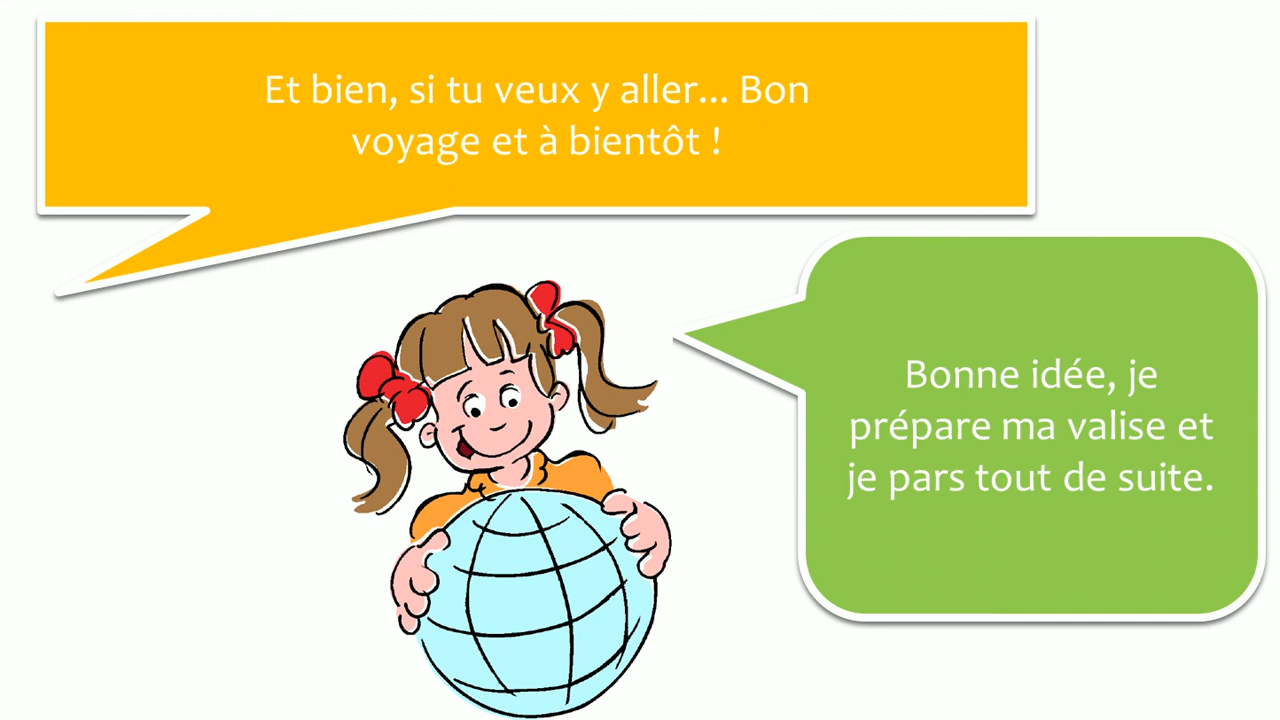 Et bien, si tu veux y aller... Bon
voyage et à bientôt !
Bonne idée, je
prépare ma valise et
je pars tout de suite.